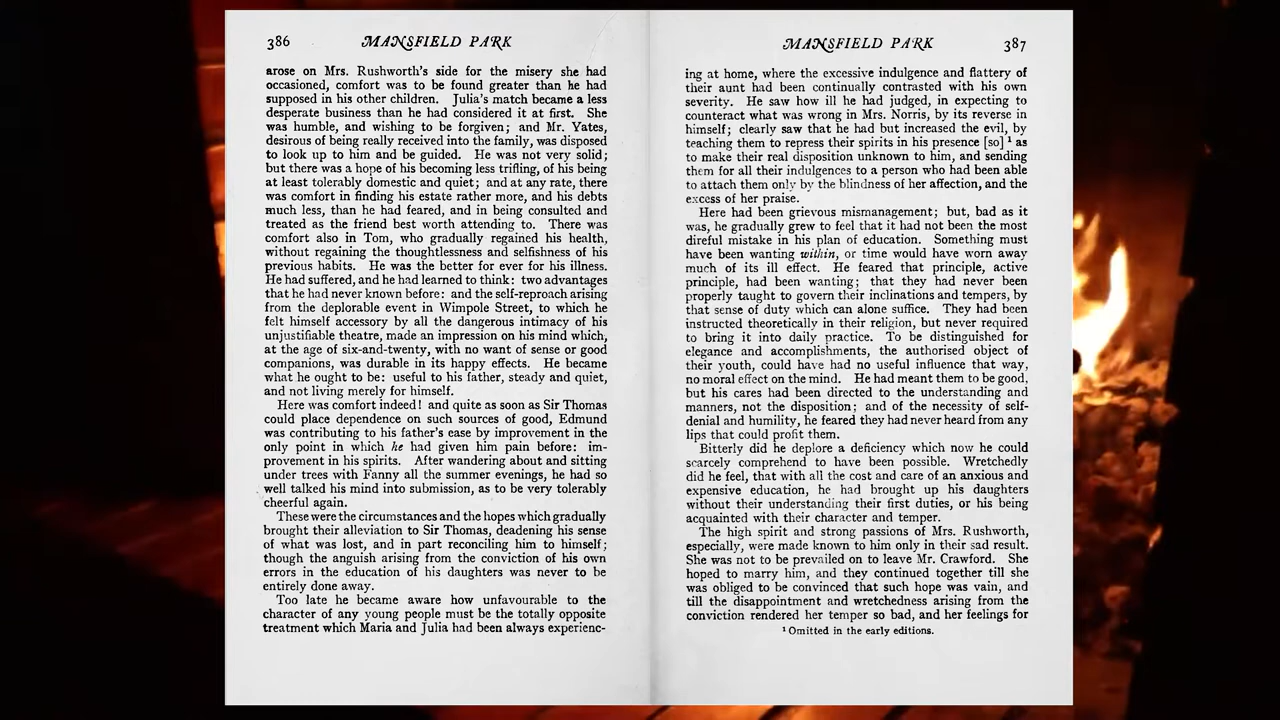 386
MANSFIELD PARK
arose on Mrs. Rushworth's side for the misery she had
occasioned, comfort was to be found greater than he had
supposed in his other children. Julia's match became a less
desperate business than he had considered it at first. She
was humble, and wishing to be forgiven; and Mr. Yates,
desirous of being really received into the family, was disposed
to look up to him and be guided. He was not very solid;
but there was a hope of his becoming less trifling, of his being
at least tolerably domestic and quiet; and at any rate, there
was comfort in finding his estate rather more, and his debts
much less, than he had feared, and in being consulted and
treated as the friend best worth attending to. There was
comfort also in Tom, who gradually regained his health,
without regaining the thoughtlessness and selfishness of his
previous habits. He was the better for ever for his illness.
He had suffered, and he had learned to think: two advantages
that he had never known before: and the self-reproach arising
from the deplorable event in Wimpole Street, to which he
felt himself accessory by all the dangerous intimacy of his
unjustifiable theatre, made an impression on his mind which,
at the age of six-and-twenty, with no want of sense or good
companions, was durable in its happy effects. He became
what he ought to be: useful to his father, steady and quiet,
and not living merely for himself.
Here was comfort indeed! and quite as soon as Sir Thomas
could place dependence on such sources of good, Edmund
was contributing to his father's ease by improvement in the
only point in which he had given him pain before: im-
provement in his spirits. After wandering about and sitting
under trees with Fanny all the summer evenings, he had so
well talked his mind into submission, as to be very tolerably
cheerful again.
These were the circumstances and the hopes which gradually
brought their alleviation to Sir Thomas, deadening his sense
of what was lost, and in part reconciling him to himself;
though the anguish arising from the conviction of his own
errors in the education of his daughters was never to be
entirely done away.
Too late he became aware how unfavourable to the
character of any young people must be the totally opposite
treatment which Maria and Julia had been always experienc-
MANSFIELD PARK
387
ing at home, where the excessive indulgence and flattery of
their aunt had been continually contrasted with his own
severity. He saw how ill he had judged, in expecting to
counteract what was wrong in Mrs. Norris, by its reverse in
himself; clearly saw that he had but increased the evil, by
teaching them to repress their spirits in his presence [so] ¹ as
to make their real disposition unknown to him, and sending
them for all their indulgences to a person who had been able
to attach them only by the blindness of her affection, and the
excess of her praise.
Here had been grievous mismanagement; but, bad as it
was, he gradually grew to feel that it had not been the most
direful mistake in his plan of education. Something must
have been wanting within, or time would have worn away
much of its ill effect. He feared that principle, active
principle, had been wanting; that they had never been
properly taught to govern their inclinations and tempers, by
that sense of duty which can alone suffice. They had been
instructed theoretically in their religion, but never required
to bring it into daily practice. To be distinguished for
elegance and accomplishments, the authorised object of
their youth, could have had no useful influence that way,
no moral effect on the mind. He had meant them to be good,
but his cares had been directed to the understanding and
manners, not the disposition; and of the necessity of self-
denial and humility, he feared they had never heard from any
lips that could profit them.
Bitterly did he deplore a deficiency which now he could
scarcely comprehend to have been possible. Wretchedly
did he feel, that with all the cost and care of an anxious and
expensive education, he had brought up his daughters
without their understanding their first duties, or his being
acquainted with their character and temper.
The high spirit and strong passions of Mrs. Rushworth,
especially, were made known to him only in their sad result.
She was not to be prevailed on to leave Mr. Crawford. She
hoped to marry him, and they continued together till she
was obliged to be convinced that such hope was vain, and
till the disappointment and wretchedness arising from the
conviction rendered her temper so bad, and her feelings for
¹ Omitted in the early editions.